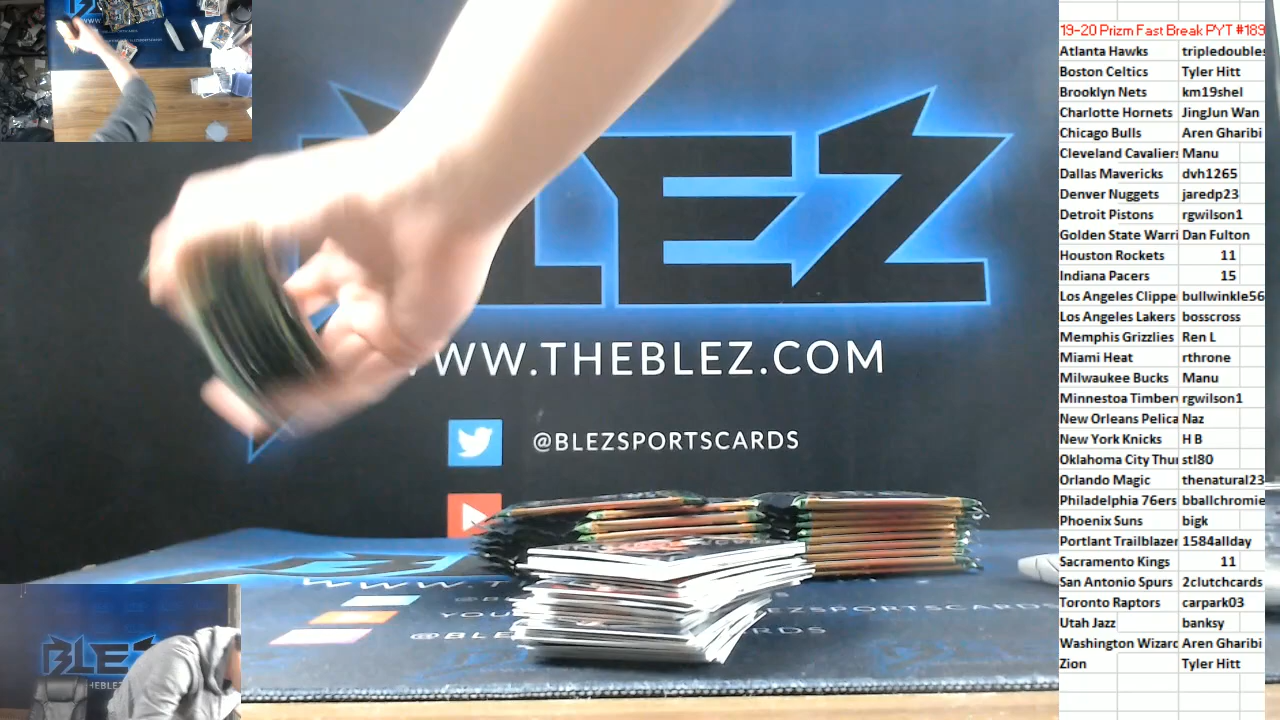 BLEZ
WWW.THEBLEZ.COM
@BLEZSPORTSCARDS
19-20 Prizm Fast Break PYT #189
Atlanta Hawks tripledoubles
Boston Celtics Tyler Hitt
Brooklyn Nets km19shel
Charlotte Hornets JingJun Wan
Chicago Bulls Aren Gharibi
Cleveland Cavaliers Manu
Dallas Mavericks dvh1265
Denver Nuggets jaredp23
Detroit Pistons rgwilson1
Golden State Warri Dan Fulton
Houston Rockets 11
Indiana Pacers 15
Los Angeles Clippe bullwinkle56
Los Angeles Lakers bosscross
Memphis Grizzlies Ren L
Miami Heat rthrone
Milwaukee Bucks Manu
Minnestoa Timberv rgwilson1
New Orleans Pelica Naz
New York Knicks H B
Oklahoma City Thu stl80
Orlando Magic thenatural23
Philadelphia 76ers bballchromie
Phoenix Suns bigk
Portlant Trailblazer 1584allday
Sacramento Kings 11
San Antonio Spurs 2clutchcards
Toronto Raptors carpark03
Utah Jazz banksy
Washington Wizard Aren Gharibi
Zion Tyler Hitt